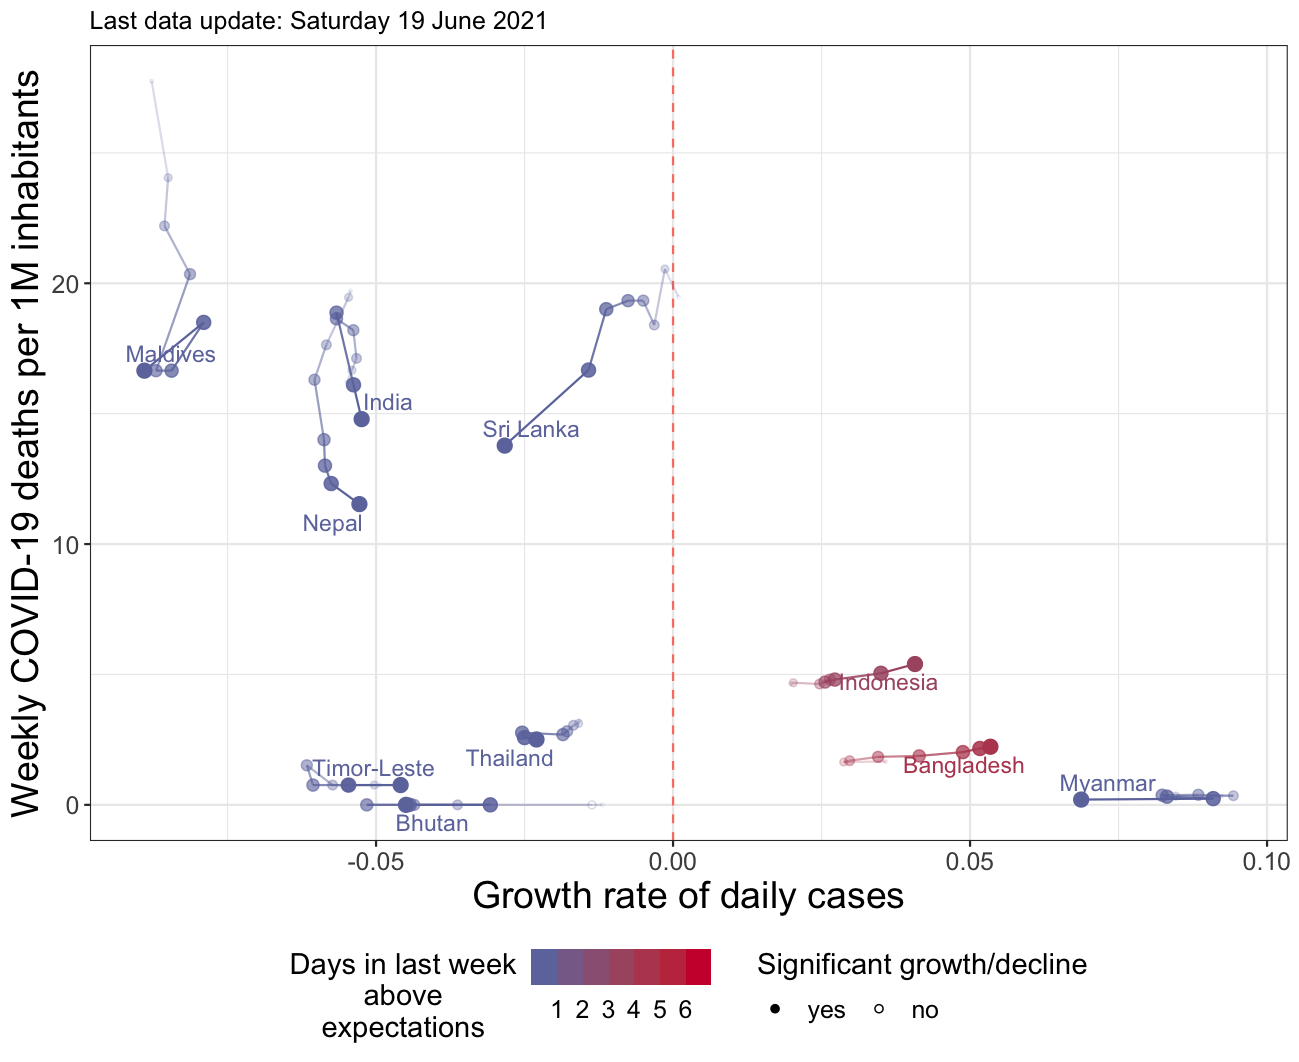 Last data update: Saturday 19 June 2021
Weekly COVID-19 deaths per 1M inhabitants
20
10
0
Maldives
India
Sri Lanka
Nepal
Indonesia
Thailand
Bangladesh
Timor-Leste
Myanmar
Bhutan
-0.05
0.00
0.05
0.10
Growth rate of daily cases
Days in last week
above
expectations
1 2 3 4 5 6
Significant growth/decline
yes no